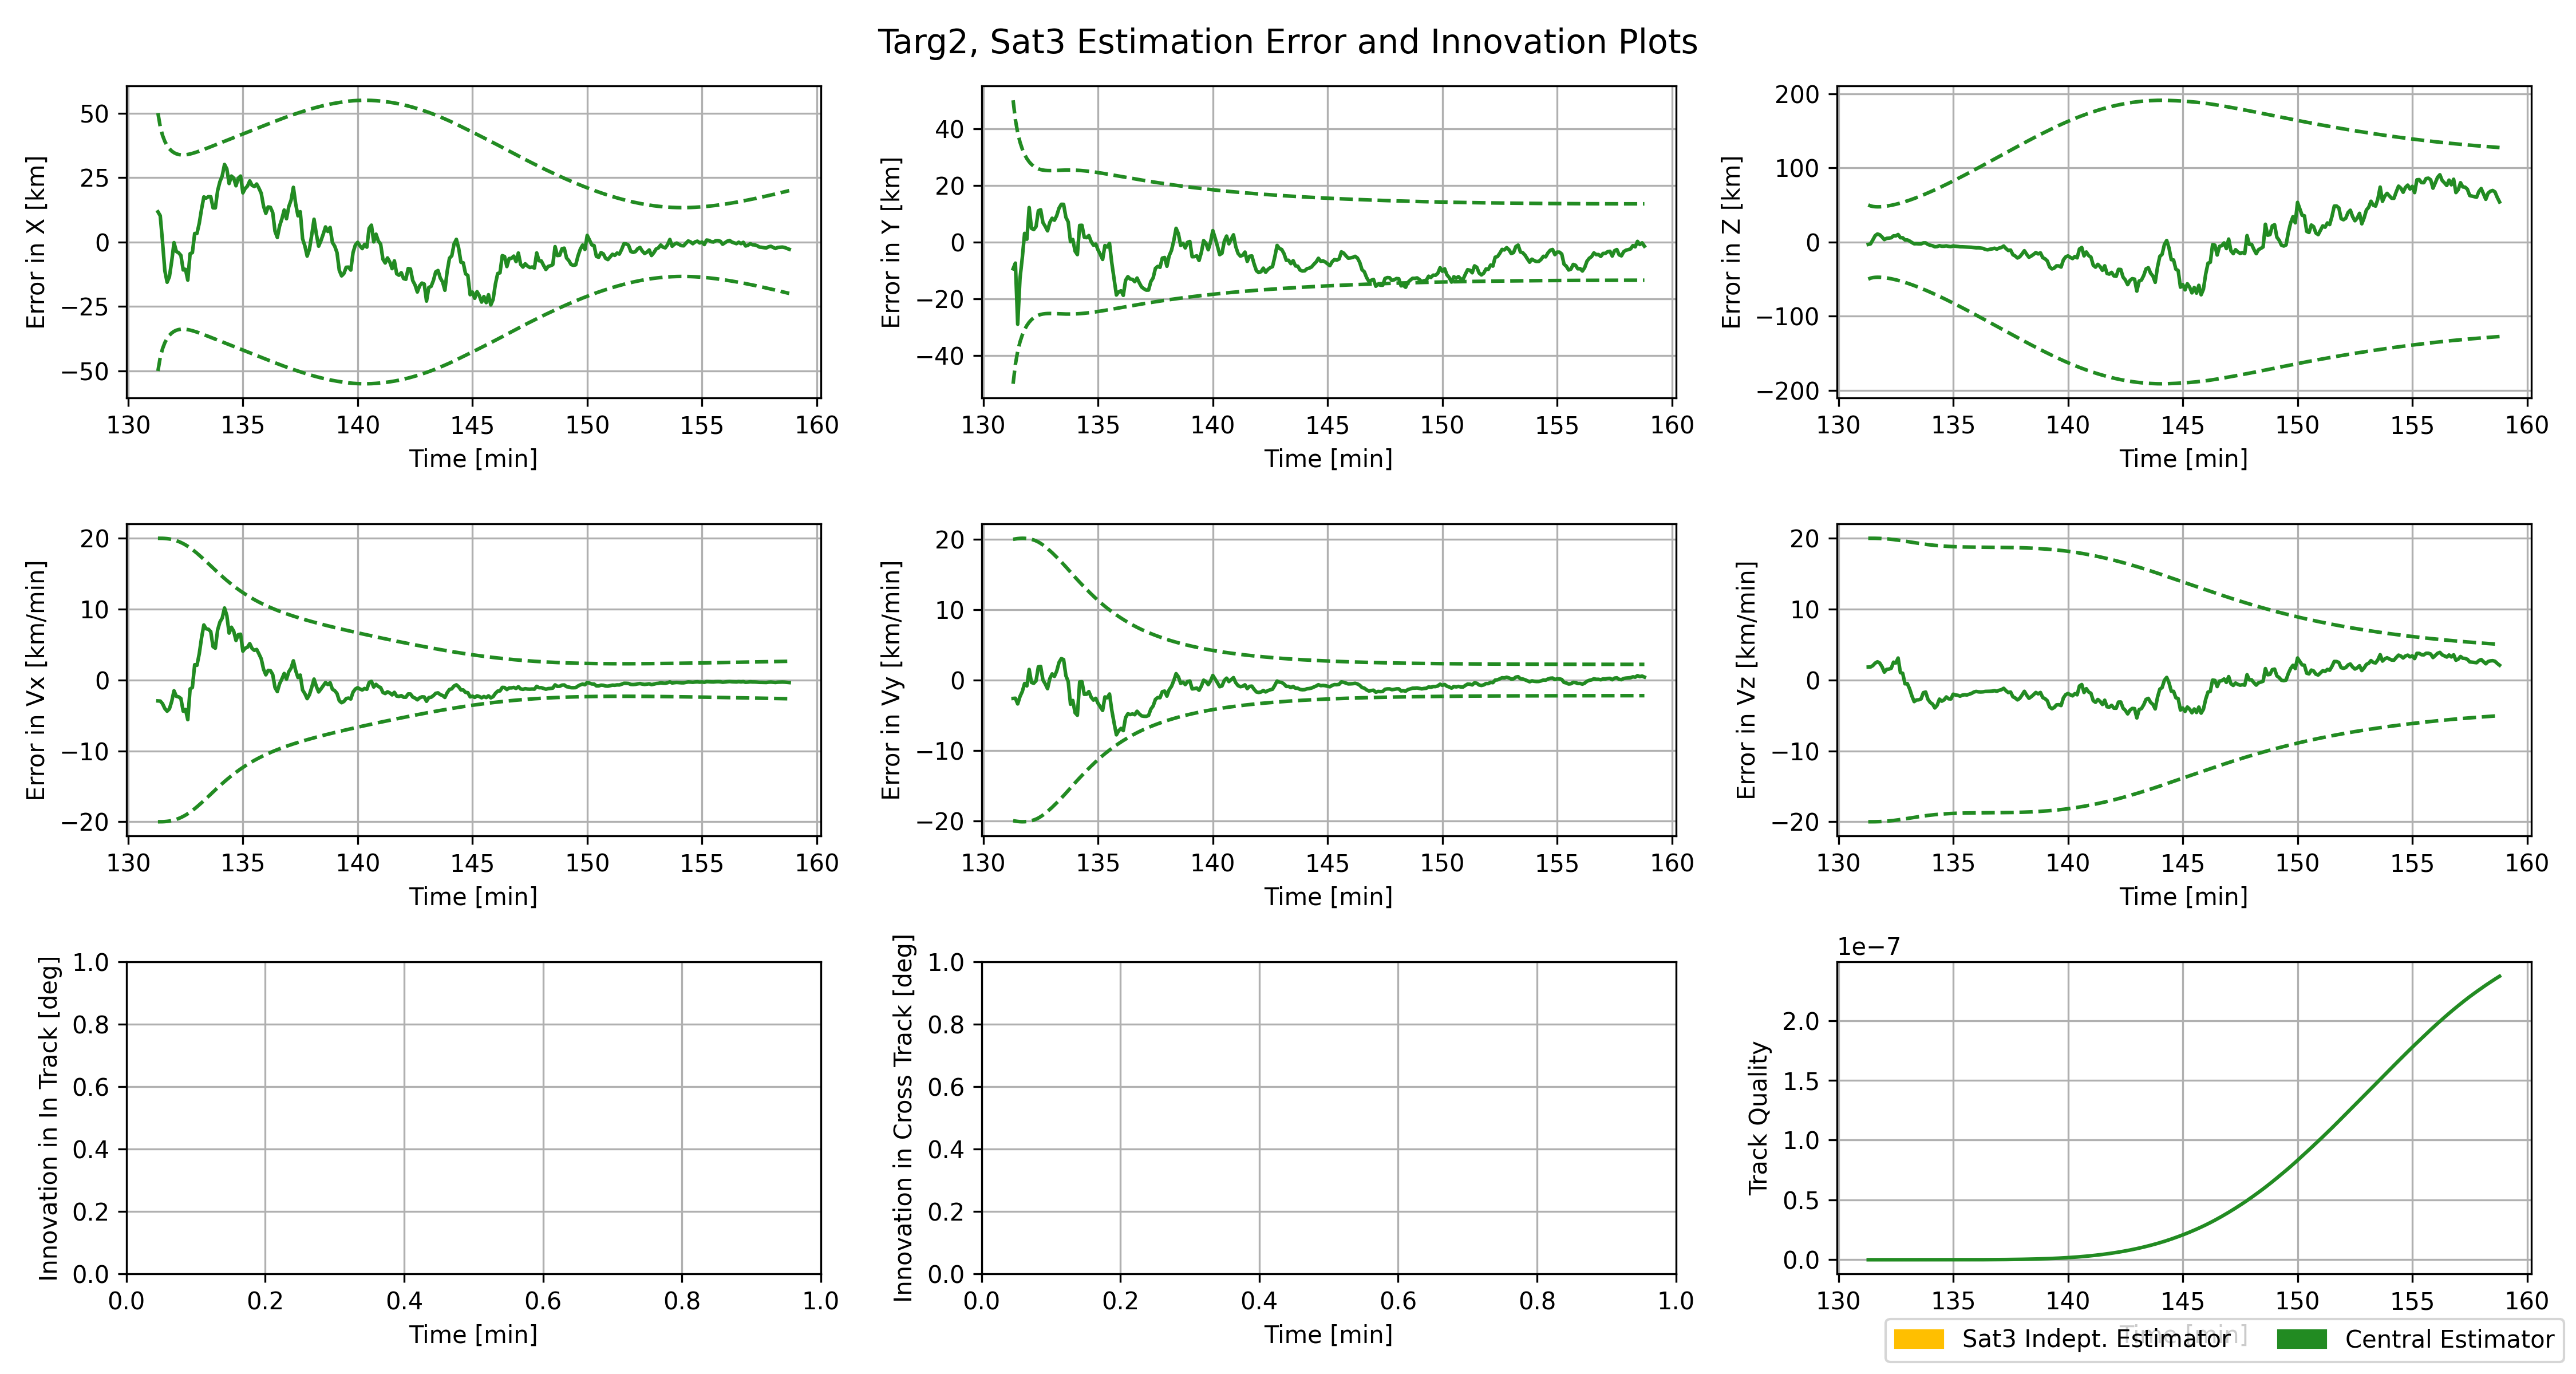 Targ2, Sat3 Estimation Error and Innovation Plots
Error in X [km]
50
25
0
−25
−50
130 135 140 145 150 155 160
Time [min]
Error in Y [km]
40
20
0
−20
−40
130 135 140 145 150 155 160
Time [min]
Error in Z [km]
200
100
0
−100
−200
130 135 140 145 150 155 160
Time [min]
Error in Vx [km/min]
20
10
0
−10
−20
130 135 140 145 150 155 160
Time [min]
Error in Vy [km/min]
20
10
0
−10
−20
130 135 140 145 150 155 160
Time [min]
Error in Vz [km/min]
20
10
0
−10
−20
130 135 140 145 150 155 160
Time [min]
Innovation in In Track [deg]
1.0
0.8
0.6
0.4
0.2
0.0
0.0 0.2 0.4 0.6 0.8 1.0
Time [min]
Innovation in Cross Track [deg]
1.0
0.8
0.6
0.4
0.2
0.0
0.0 0.2 0.4 0.6 0.8 1.0
Time [min]
1e−7
Track Quality
2.0
1.5
1.0
0.5
0.0
130 135 140 145 150 155 160
Time [min]
Sat3 Indept. Estimator
Central Estimator